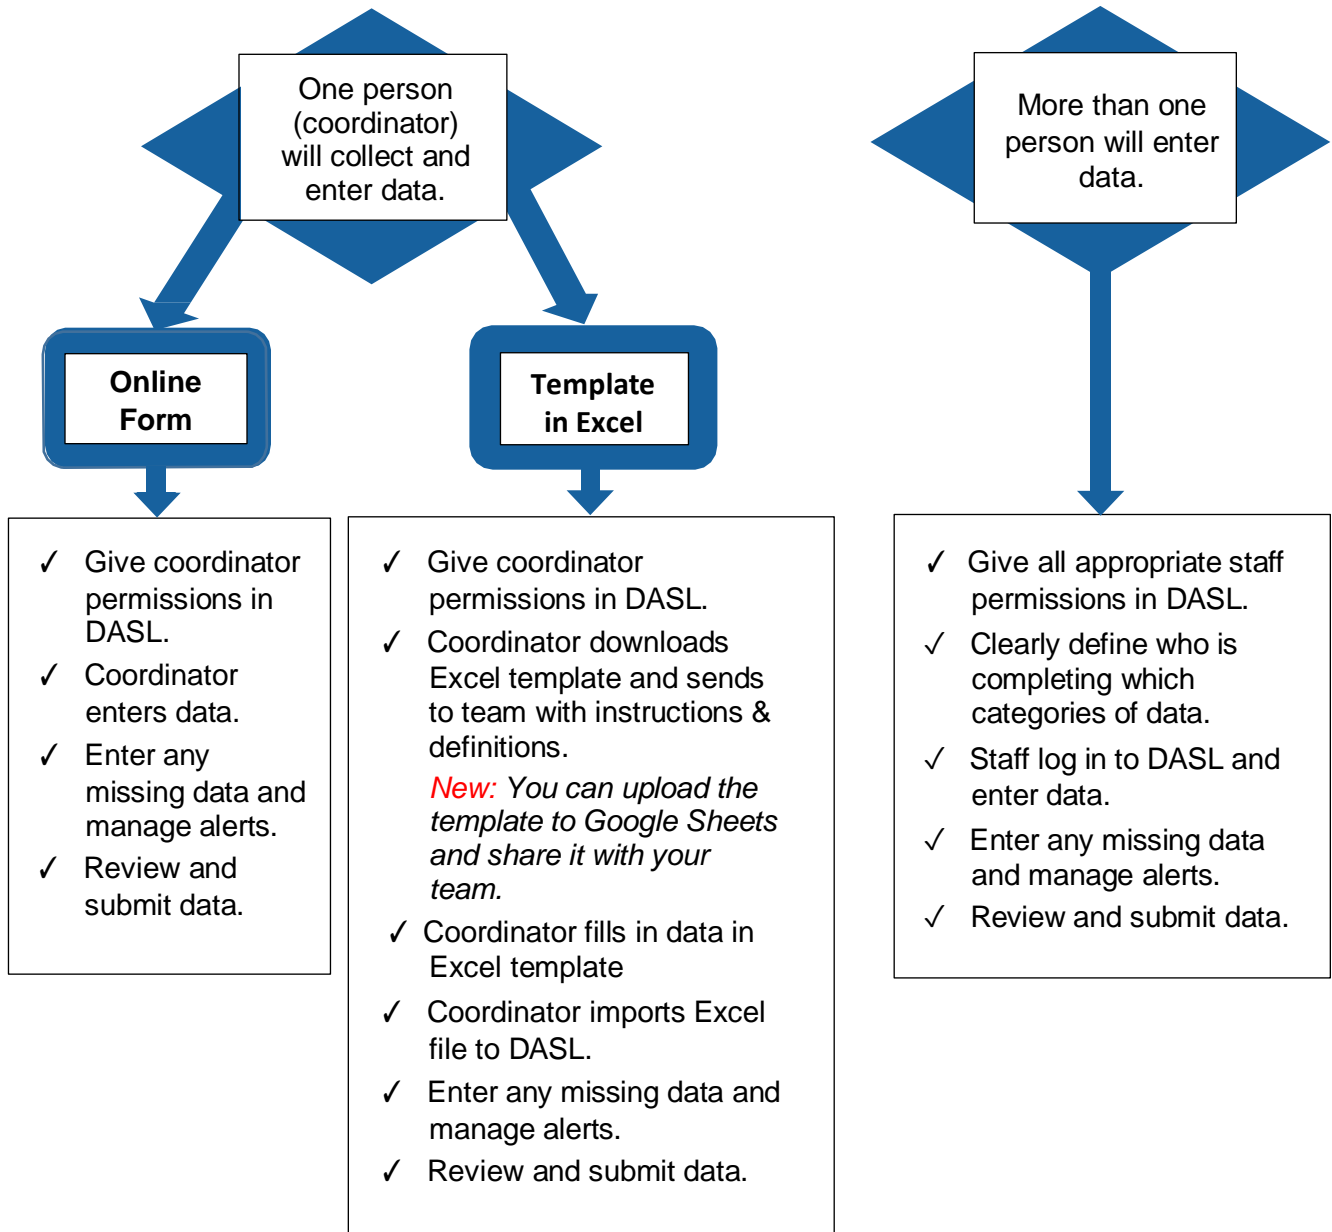 One person
(coordinator)
will collect and
enter data.
More than one
person will enter
data.
Online
Form
Template
in Excel
✓ Give coordinator
permissions in
DASL.
✓ Coordinator
enters data.
✓ Enter any
missing data and
manage alerts.
✓ Review and
submit data.
✓ Give coordinator
permissions in DASL.
✓ Coordinator downloads
Excel template and sends
to team with instructions &
definitions.
New: You can upload the
template to Google Sheets
and share it with your
team.
✓ Coordinator fills in data in
Excel template
✓ Coordinator imports Excel
file to DASL.
✓ Enter any missing data and
manage alerts.
✓ Review and submit data.
✓ Give all appropriate staff
permissions in DASL.
✓ Clearly define who is
completing which
categories of data.
✓ Staff log in to DASL and
enter data.
✓ Enter any missing data
and manage alerts.
✓ Review and submit data.